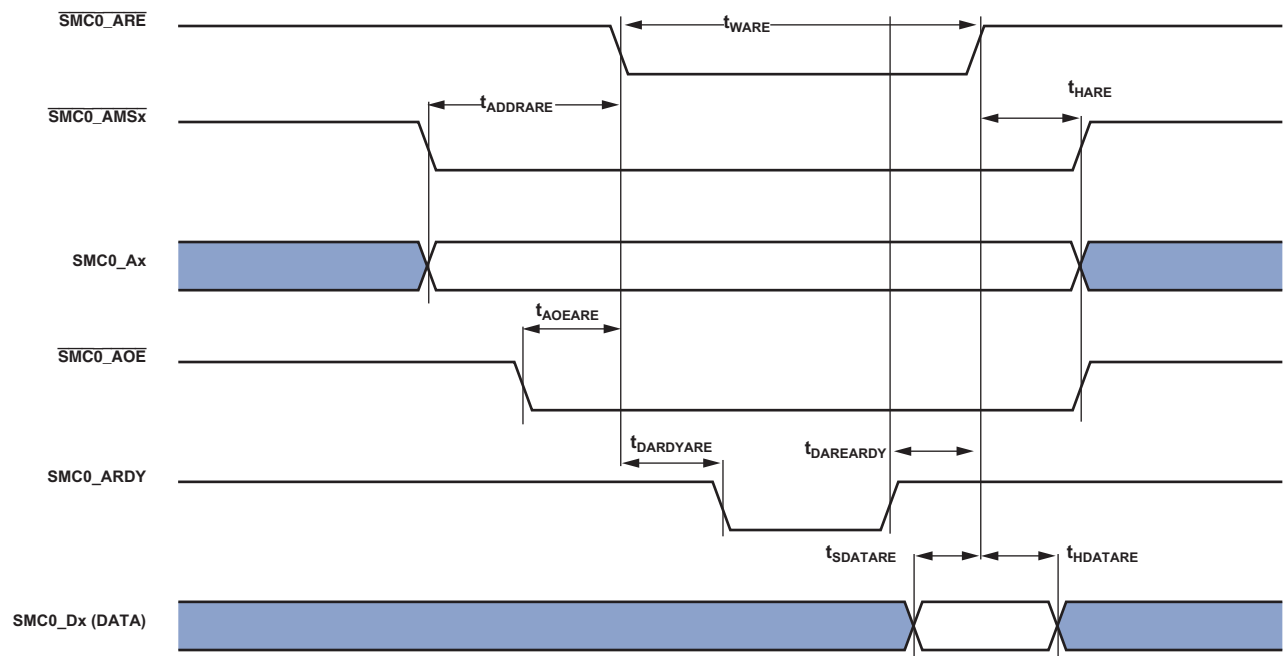 SMC0_ARE
tWARE
tADDRARE
tHARE
SMC0_AMSx
SMC0_Ax
tAOEARE
SMC0_AOE
tDARDYARE
tDAREARDY
SMC0_ARDY
tSDATARE
tHDATARE
SMC0_Dx (DATA)